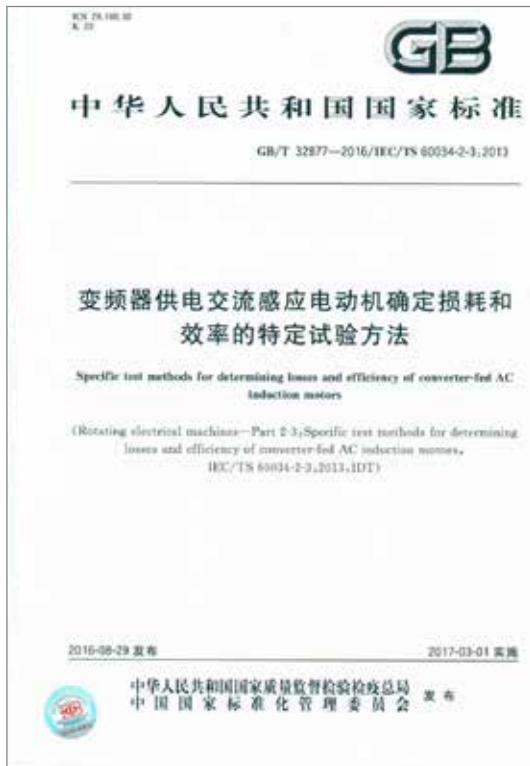 ICS 29.160.30
K 20
GB
中华人民共和国国家标准
GB/T 32877—2016/IEC/TS 60034-2-3:2013
变频器供电交流感应电动机确定损耗和
效率的特定试验方法
Specific test methods for determining losses and efficiency of converter-fed AC
induction motors
(Rotating electrical machines—Part 2-3:Specific test methods for determining
losses and efficiency of converter-fed AC induction motors,
IEC/TS 60034-2-3:2013,IDT)
2016-08-29 发布
2017-03-01 实施
中华人民共和国国家质量监督检验检疫总局
中国国家标准化管理委员会
发布